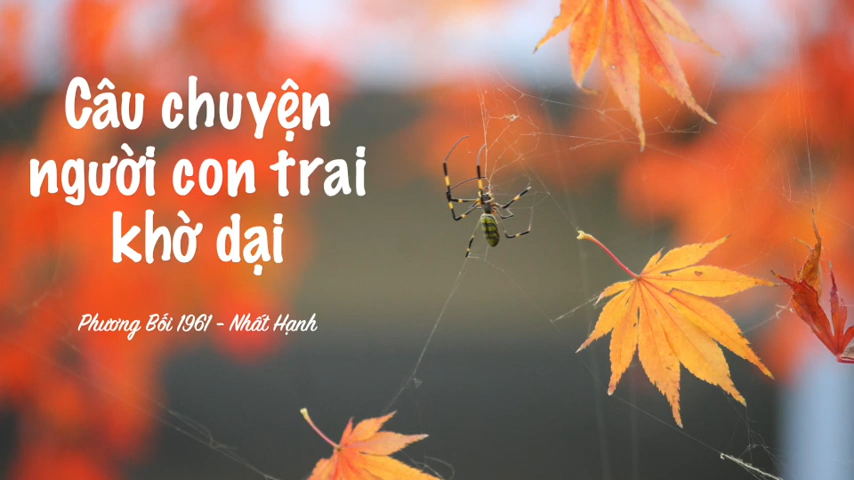 Câu chuyện
người con trai
khờ dại
Phương Bối 1961 - Nhất Hạnh